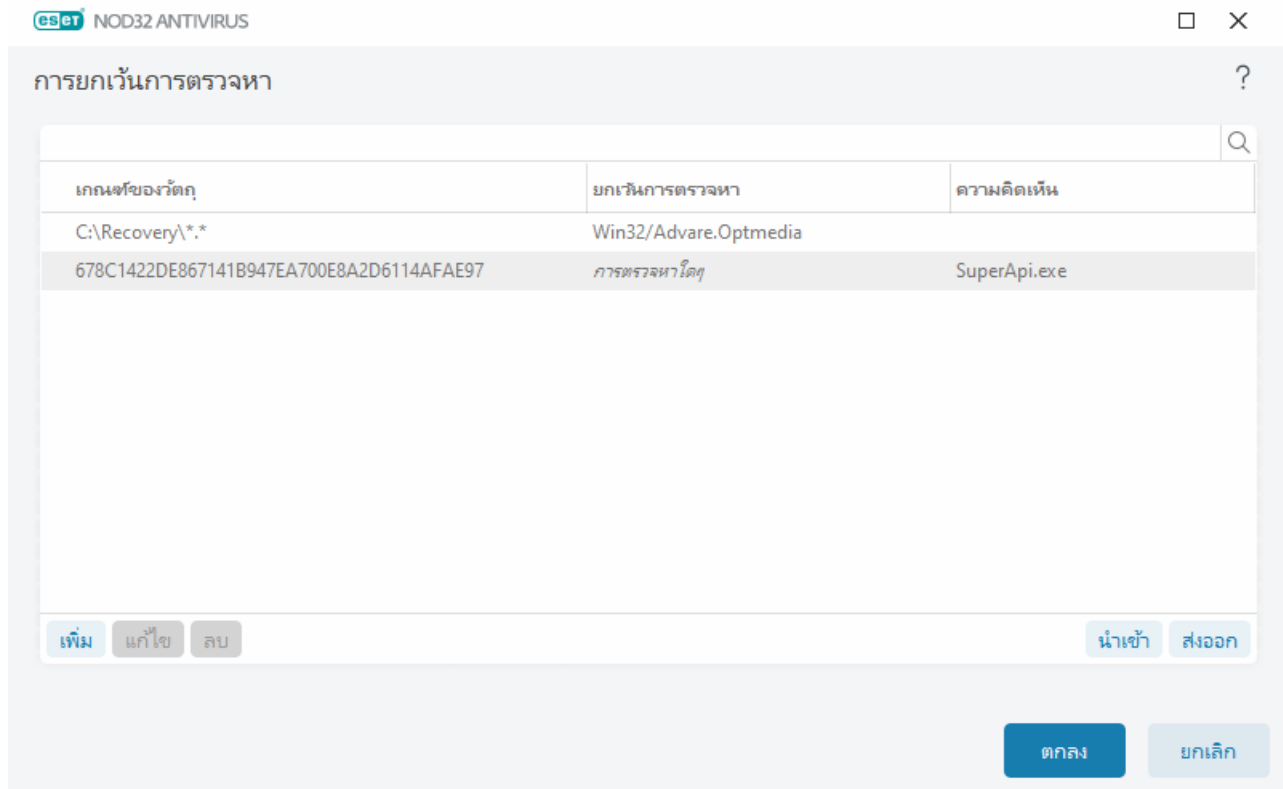 eset NOD32 ANTIVIRUS
การยกเว้นการตรวจหา ?
เกณฑ์ของวัตถุ ยกเว้นการตรวจหา ความคิดเห็น
C:\Recovery\*.* Win32/Advare.Optmedia
678C1422DE867141B947EA700E8A2D6114AFAE97 การตรวจหาใดๆ SuperApi.exe
เพิ่ม แก้ไข ลบ นำเข้า ส่งออก
ตกลง ยกเลิก